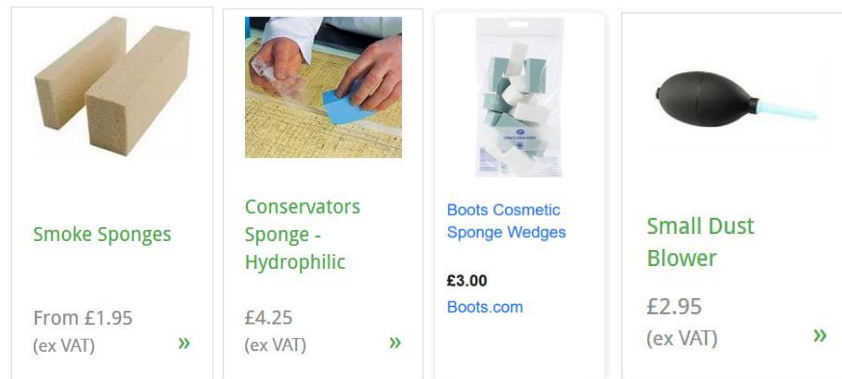 Smoke Sponges
From £1.95
(ex VAT)
»
Conservators
Sponge -
Hydrophilic
£4.25
(ex VAT)
»
Boots Cosmetic
Sponge Wedges
£3.00
Boots.com
Small Dust
Blower
£2.95
(ex VAT)
»